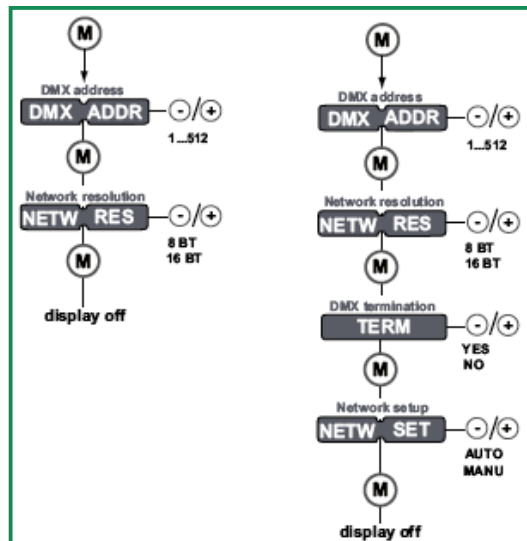 M
DMX address
DMX ADDR -/+
1...512
M
Network resolution
NETW RES -/+
8 BT
16 BT
M
display off
M
DMX address
DMX ADDR -/+
1...512
M
Network resolution
NETW RES -/+
8 BT
16 BT
M
DMX termination
TERM -/+
YES
NO
M
Network setup
NETW SET -/+
AUTO
MANU
M
display off